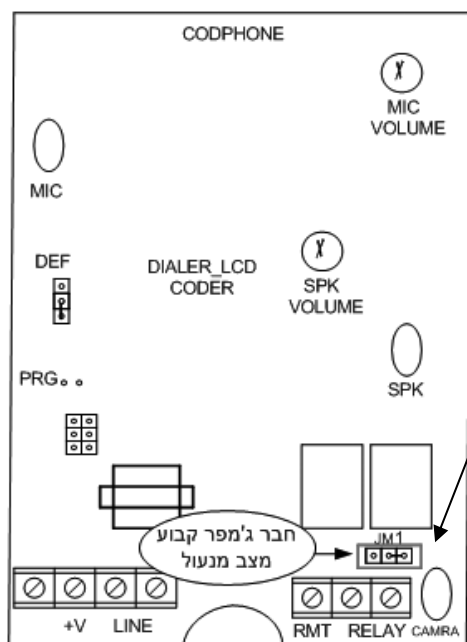 CODPHONE
MIC
VOLUME
MIC
DEF
DIALER_LCD
CODER
SPK
VOLUME
PRG
SPK
חבר ג'מפר קבוע
מצב מנעול
JM1
+V LINE
RMT RELAY CAMRA